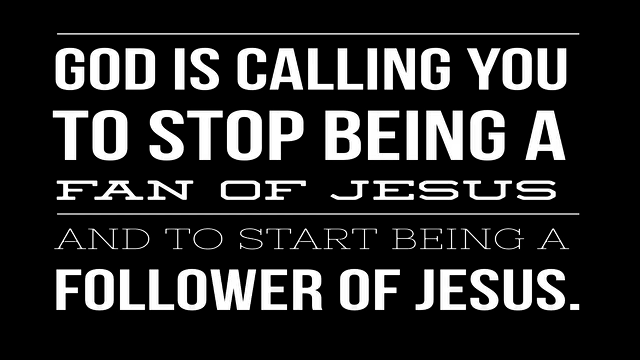 GOD IS CALLING YOU
TO STOP BEING A
FAN OF JESUS
AND TO START BEING A
FOLLOWER OF JESUS.